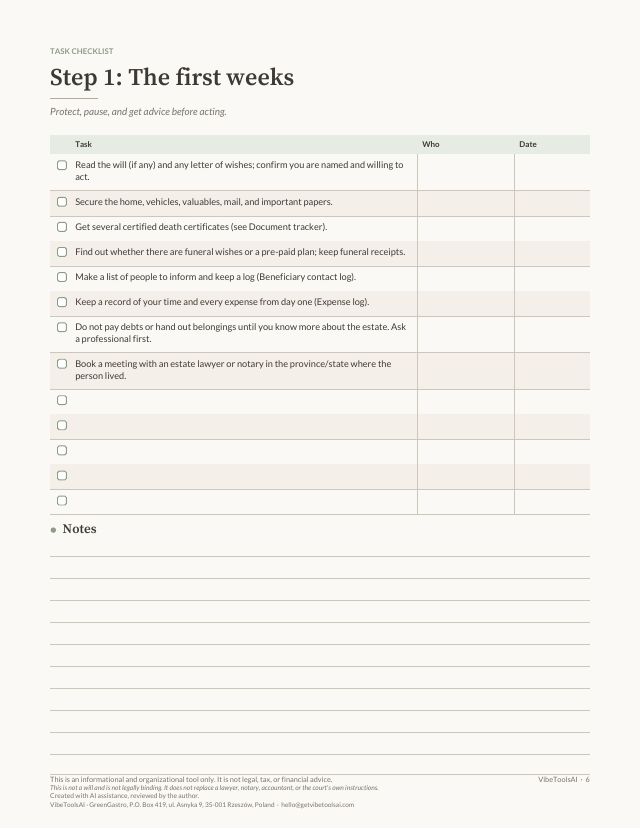 TASK CHECKLIST
Step 1: The first weeks
Protect, pause, and get advice before acting.
Task Who Date
Read the will (if any) and any letter of wishes; confirm you are named and willing to
act.
Secure the home, vehicles, valuables, mail, and important papers.
Get several certified death certificates (see Document tracker).
Find out whether there are funeral wishes or a pre-paid plan; keep funeral receipts.
Make a list of people to inform and keep a log (Beneficiary contact log).
Keep a record of your time and every expense from day one (Expense log).
Do not pay debts or hand out belongings until you know more about the estate. Ask
a professional first.
Book a meeting with an estate lawyer or notary in the province/state where the
person lived.
Notes
This is an informational and organizational tool only. It is not legal, tax, or financial advice.
VibeToolsAI · 6
This is not a will and is not legally binding. It does not replace a lawyer, notary, accountant, or the court's own instructions.
Created with AI assistance, reviewed by the author.
VibeToolsAI · GreenGastro, P.O. Box 419, ul. Asnyka 9, 35-001 Rzeszów, Poland · hello@getvibetoolsai.com